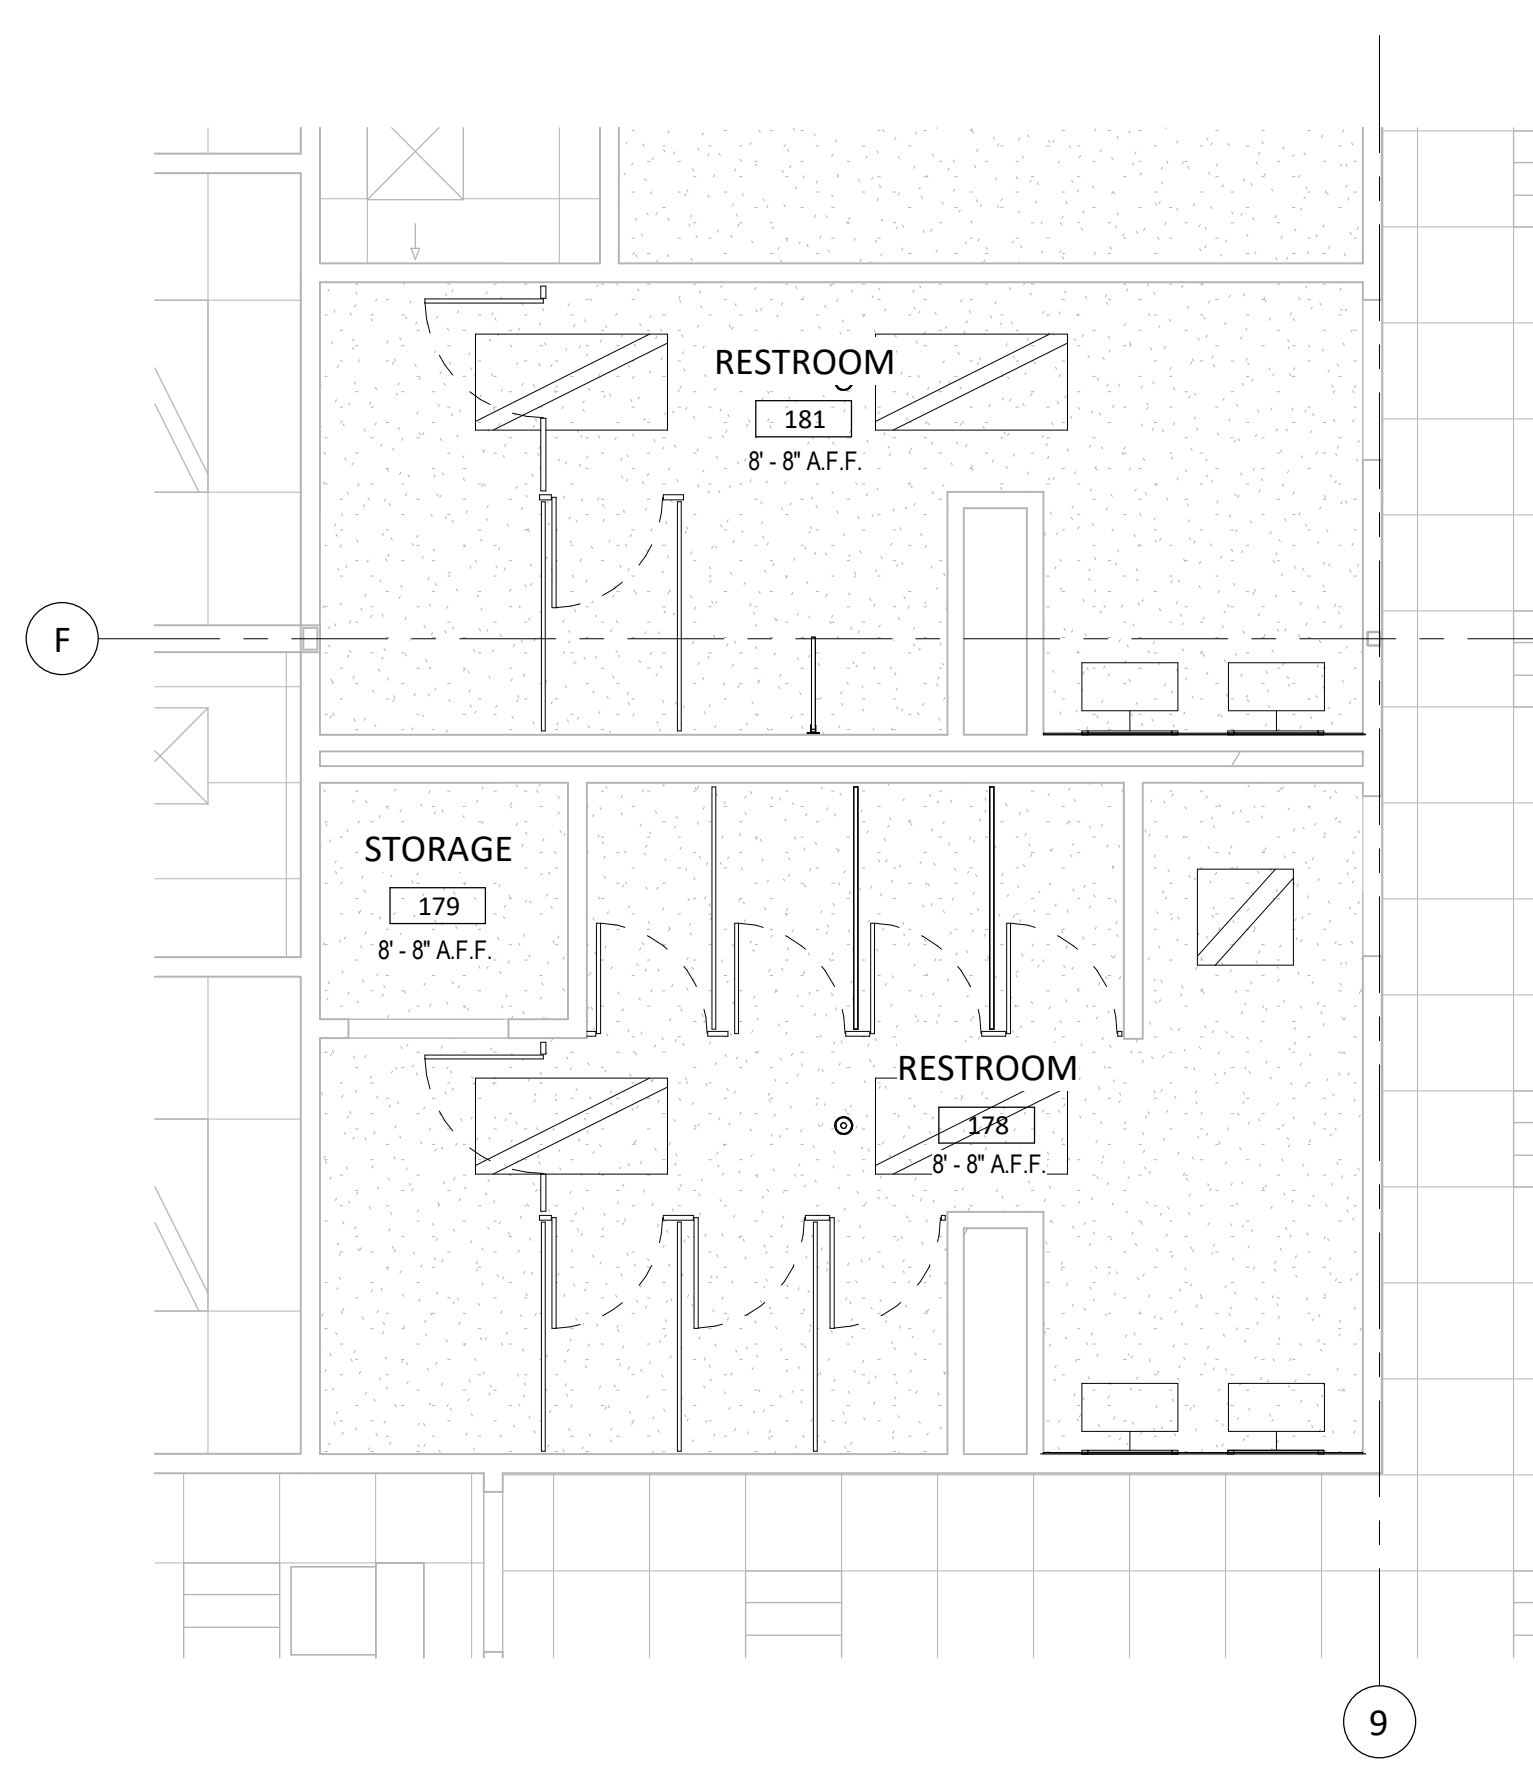 RESTROOM
181
8' - 8" A.F.F.
F
STORAGE
179
8' - 8" A.F.F.
RESTROOM
178
8' - 8" A.F.F.
9